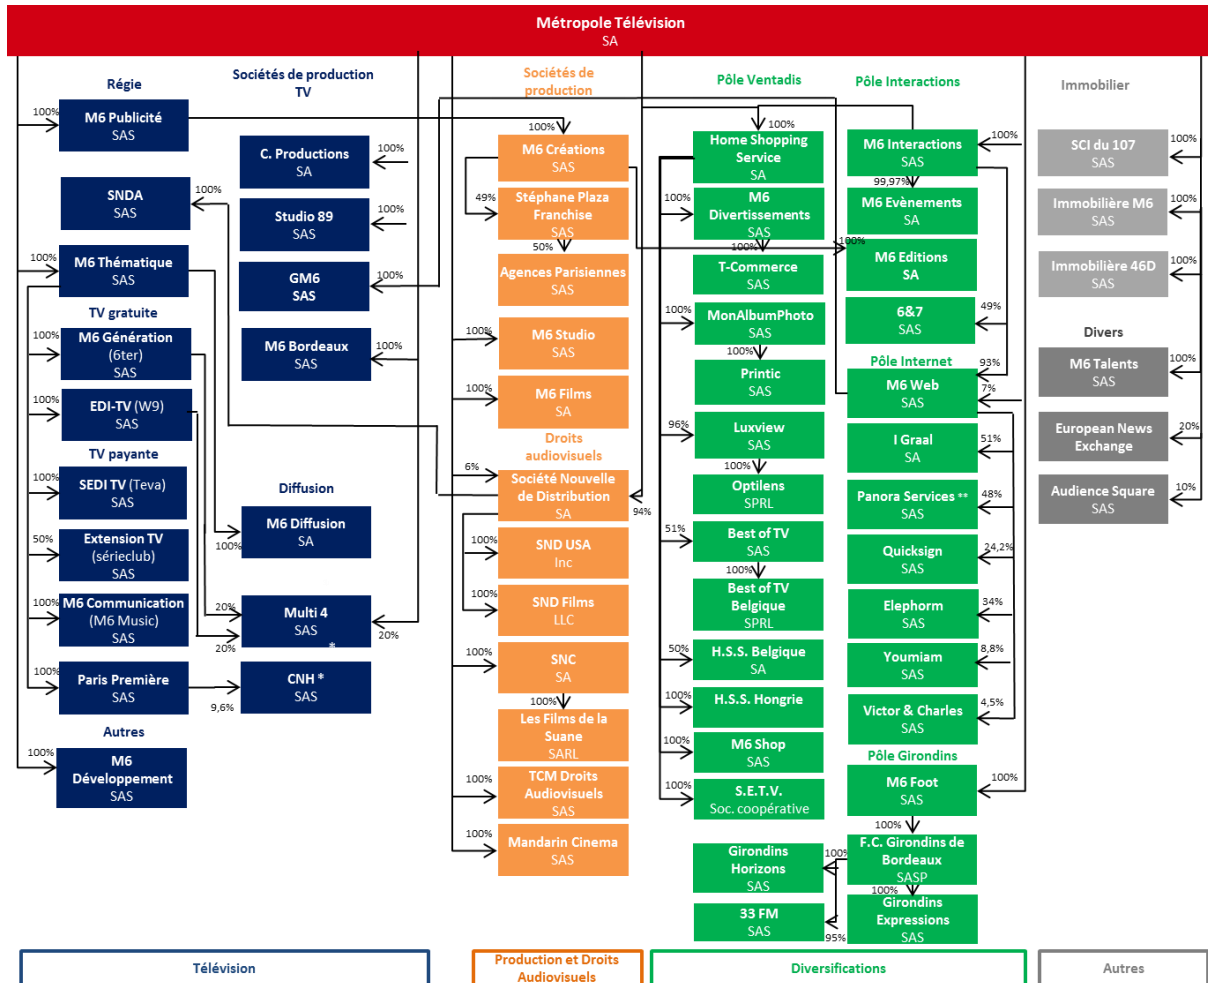 Métropole Télévision
SA
Régie
100%
M6 Publicité
SAS
SNDA
SAS
100%
100%
M6 Thématique
SAS
TV gratuite
100%
M6 Génération
(6ter)
SAS
100%
EDI-TV (W9)
SAS
TV payante
100%
SEDI TV (Teva)
SAS
50%
Extension TV
(sérieclub)
SAS
100%
M6 Communication
(M6 Music)
SAS
100%
Paris Première
SAS
9,6%
Autres
100%
M6
Développement
SAS
Sociétés de production
TV
C. Productions
SA
100%
Studio 89
SAS
100%
GM6
SAS
100%
M6 Bordeaux
SAS
100%
Diffusion
M6 Diffusion
SA
100%
20%
Multi 4
SAS
*
20%
20%
CNH *
SAS
Sociétés de
production
100%
M6 Créations
SAS
49%
Stéphane Plaza
Franchise
SAS
50%
Agences Parisiennes
SAS
100%
M6 Studio
SAS
100%
M6 Films
SA
Droits
audiovisuels
6%
Société Nouvelle
de Distribution
SA
94%
100%
SND USA
Inc
100%
SND Films
LLC
100%
SNC
SA
100%
Les Films de la
Suane
SARL
100%
TCM Droits
Audiovisuels
SAS
100%
Mandarin Cinema
SAS
Pôle Ventadis
100%
Home Shopping
Service
SA
100%
M6
Divertissements
SAS
100%
T-Commerce
SAS
100%
MonAlbumPhoto
SAS
100%
Printic
SAS
96%
Luxview
SAS
100%
Optilens
SPRL
51%
Best of TV
SAS
100%
Best of TV
Belgique
SPRL
50%
H.S.S. Belgique
SA
100%
H.S.S. Hongrie
100%
M6 Shop
SAS
100%
S.E.T.V.
Soc. coopérative
Girondins
Horizons
SAS
100%
33 FM
SAS
95%
Pôle Interactions
M6 Interactions
SAS
100%
99,97%
M6 Evènements
SA
100%
M6 Editions
SA
6&7
SAS
49%
Pôle Internet
93%
M6 Web
SAS
7%
I Graal
SA
51%
Panora Services **
SAS
48%
Quicksign
SAS
24,2%
Elephorm
SAS
34%
Youmiam
SAS
8,8%
Victor & Charles
SAS
4,5%
Pôle Girondins
M6 Foot
SAS
100%
100%
F.C. Girondins de
Bordeaux
SASP
100%
Girondins
Expressions
SAS
Immobilier
SCI du 107
SAS
100%
Immobilière M6
SAS
100%
Immobilière 46D
SAS
100%
Divers
M6 Talents
SAS
100%
European News
Exchange
20%
Audience Square
SAS
10%
Télévision
Production et Droits
Audiovisuels
Diversifications
Autres